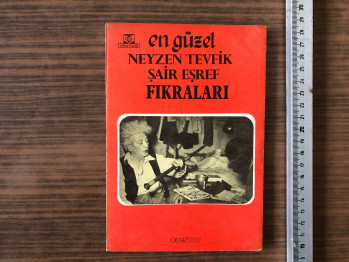 en güzel
NEYZEN TEVFİK
ŞAİR EŞREF
FIKRALARI